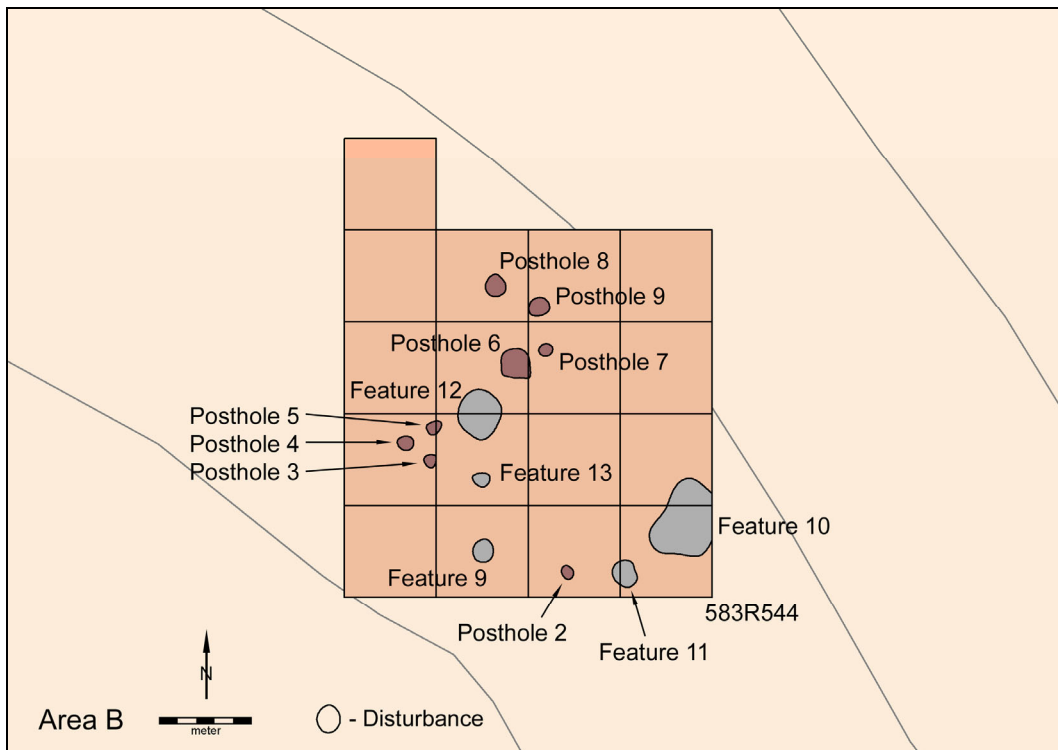 Posthole 8
Posthole 9
Posthole 6
Posthole 7
Feature 12
Posthole 5
Posthole 4
Posthole 3
Feature 13
Feature 10
Feature 9
583R544
Posthole 2
Feature 11
N
Area B
meter
- Disturbance